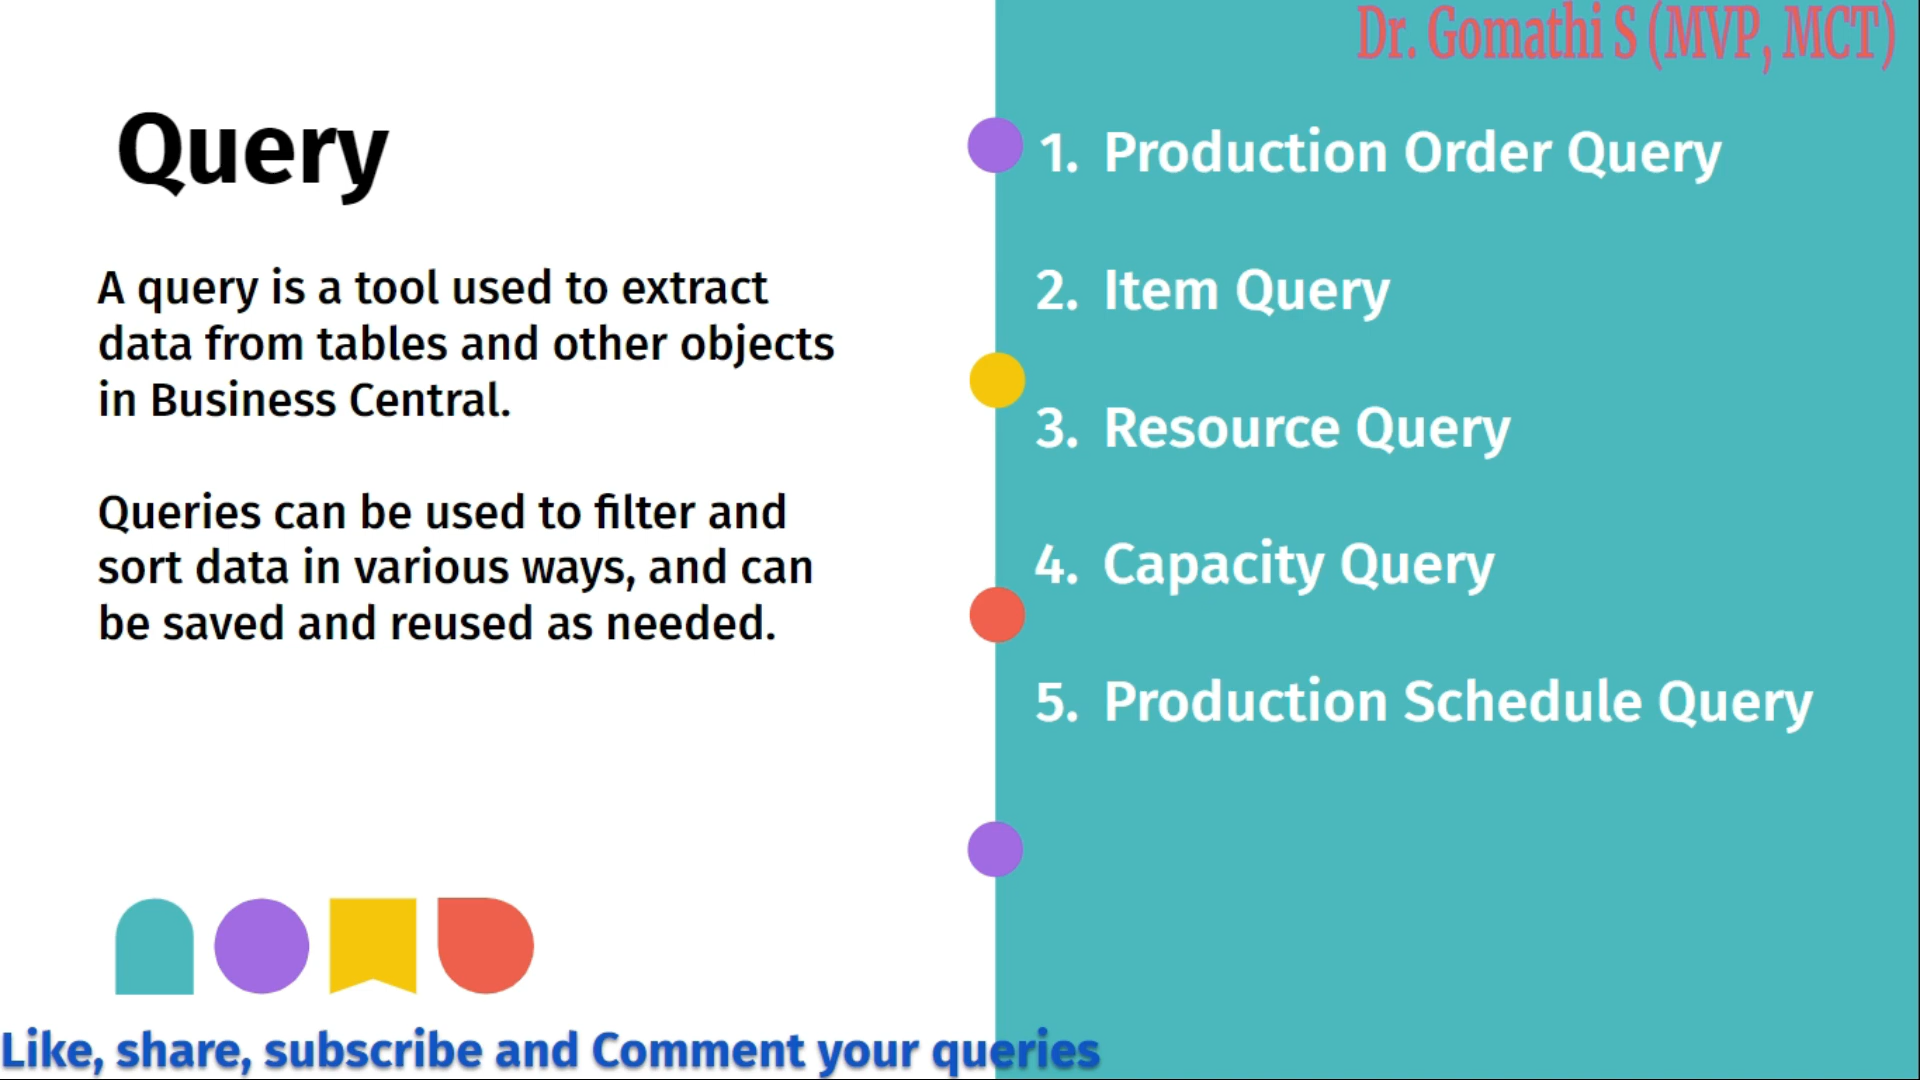 Dr. Gomathi S (MVP, MCT)
Query
A query is a tool used to extract
data from tables and other objects
in Business Central.
Queries can be used to filter and
sort data in various ways, and can
be saved and reused as needed.
1. Production Order Query
2. Item Query
3. Resource Query
4. Capacity Query
5. Production Schedule Query
Like, share, subscribe and Comment your queries